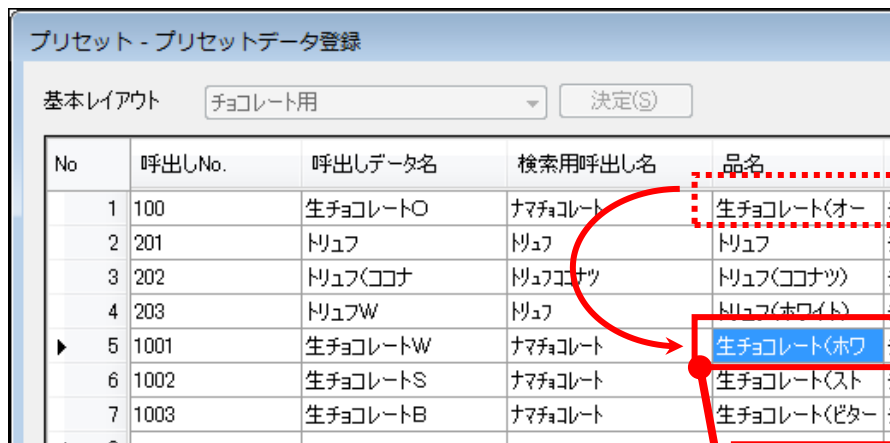 プリセット - プリセットデータ登録
基本レイアウト チョコレート用 決定(S)
No 呼出しNo. 呼出しデータ名 検索用呼出し名 品名
1 100 生チョコレートO ナマチョコレート 生チョコレート(オー
2 201 トリュフ トリュフ トリュフ
3 202 トリュフ(ココナ トリュフココナツ トリュフ(ココナツ)
4 203 トリュフW トリュフ トリュフ(ホワイト)
5 1001 生チョコレートW ナマチョコレート 生チョコレート(ホワ
6 1002 生チョコレートS ナマチョコレート 生チョコレート(スト
7 1003 生チョコレートB ナマチョコレート 生チョコレート(ビター